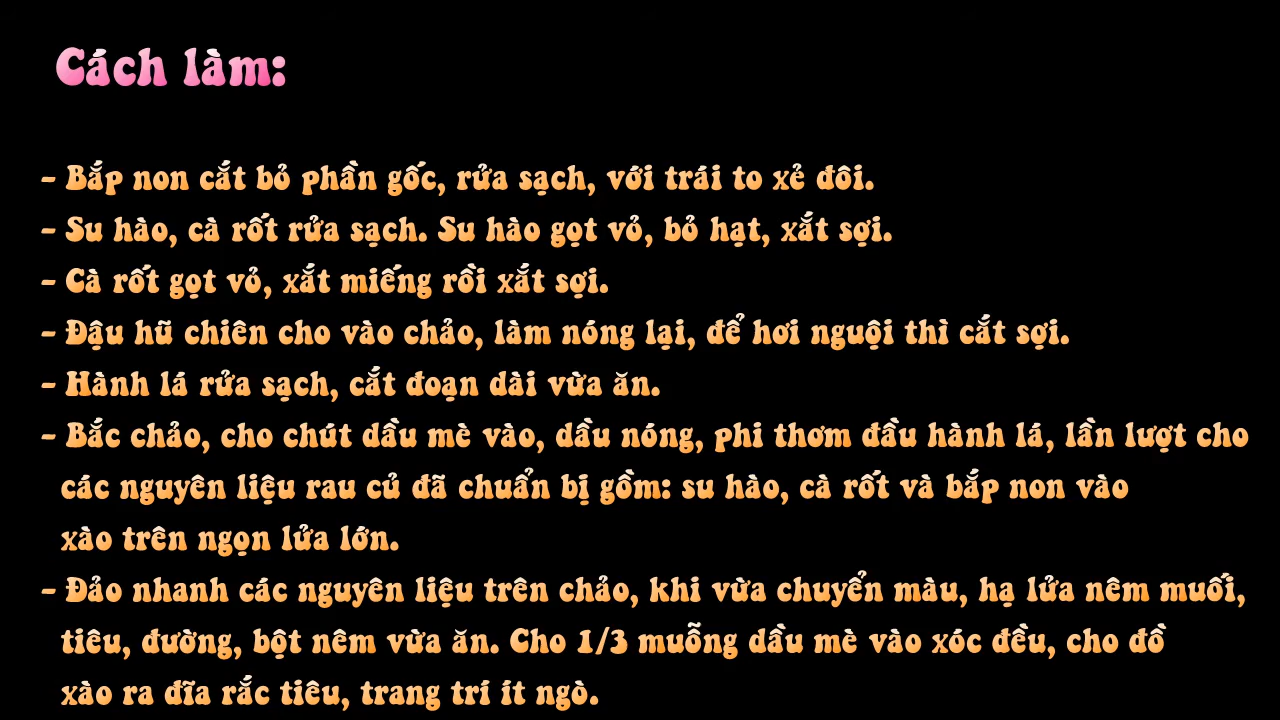 Cách làm:
- Bắp non cắt bỏ phần gốc, rửa sạch, với trái to xẻ đôi.
- Su hào, cà rốt rửa sạch. Su hào gọt vỏ, bỏ hạt, xắt sợi.
- Cà rốt gọt vỏ, xắt miếng rồi xắt sợi.
- Đậu hũ chiên cho vào chảo, làm nóng lại, để hơi nguội thì cắt sợi.
- Hành lá rửa sạch, cắt đoạn dài vừa ăn.
- Bắc chảo, cho chút dầu mè vào, dầu nóng, phi thơm đầu hành lá, lần lượt cho
các nguyên liệu rau củ đã chuẩn bị gồm: su hào, cà rốt và bắp non vào
xào trên ngọn lửa lớn.
- Đảo nhanh các nguyên liệu trên chảo, khi vừa chuyển màu, hạ lửa nêm muối,
tiêu, đường, bột nêm vừa ăn. Cho 1/3 muỗng dầu mè vào xóc đều, cho đồ
xào ra đĩa rắc tiêu, trang trí ít ngò.